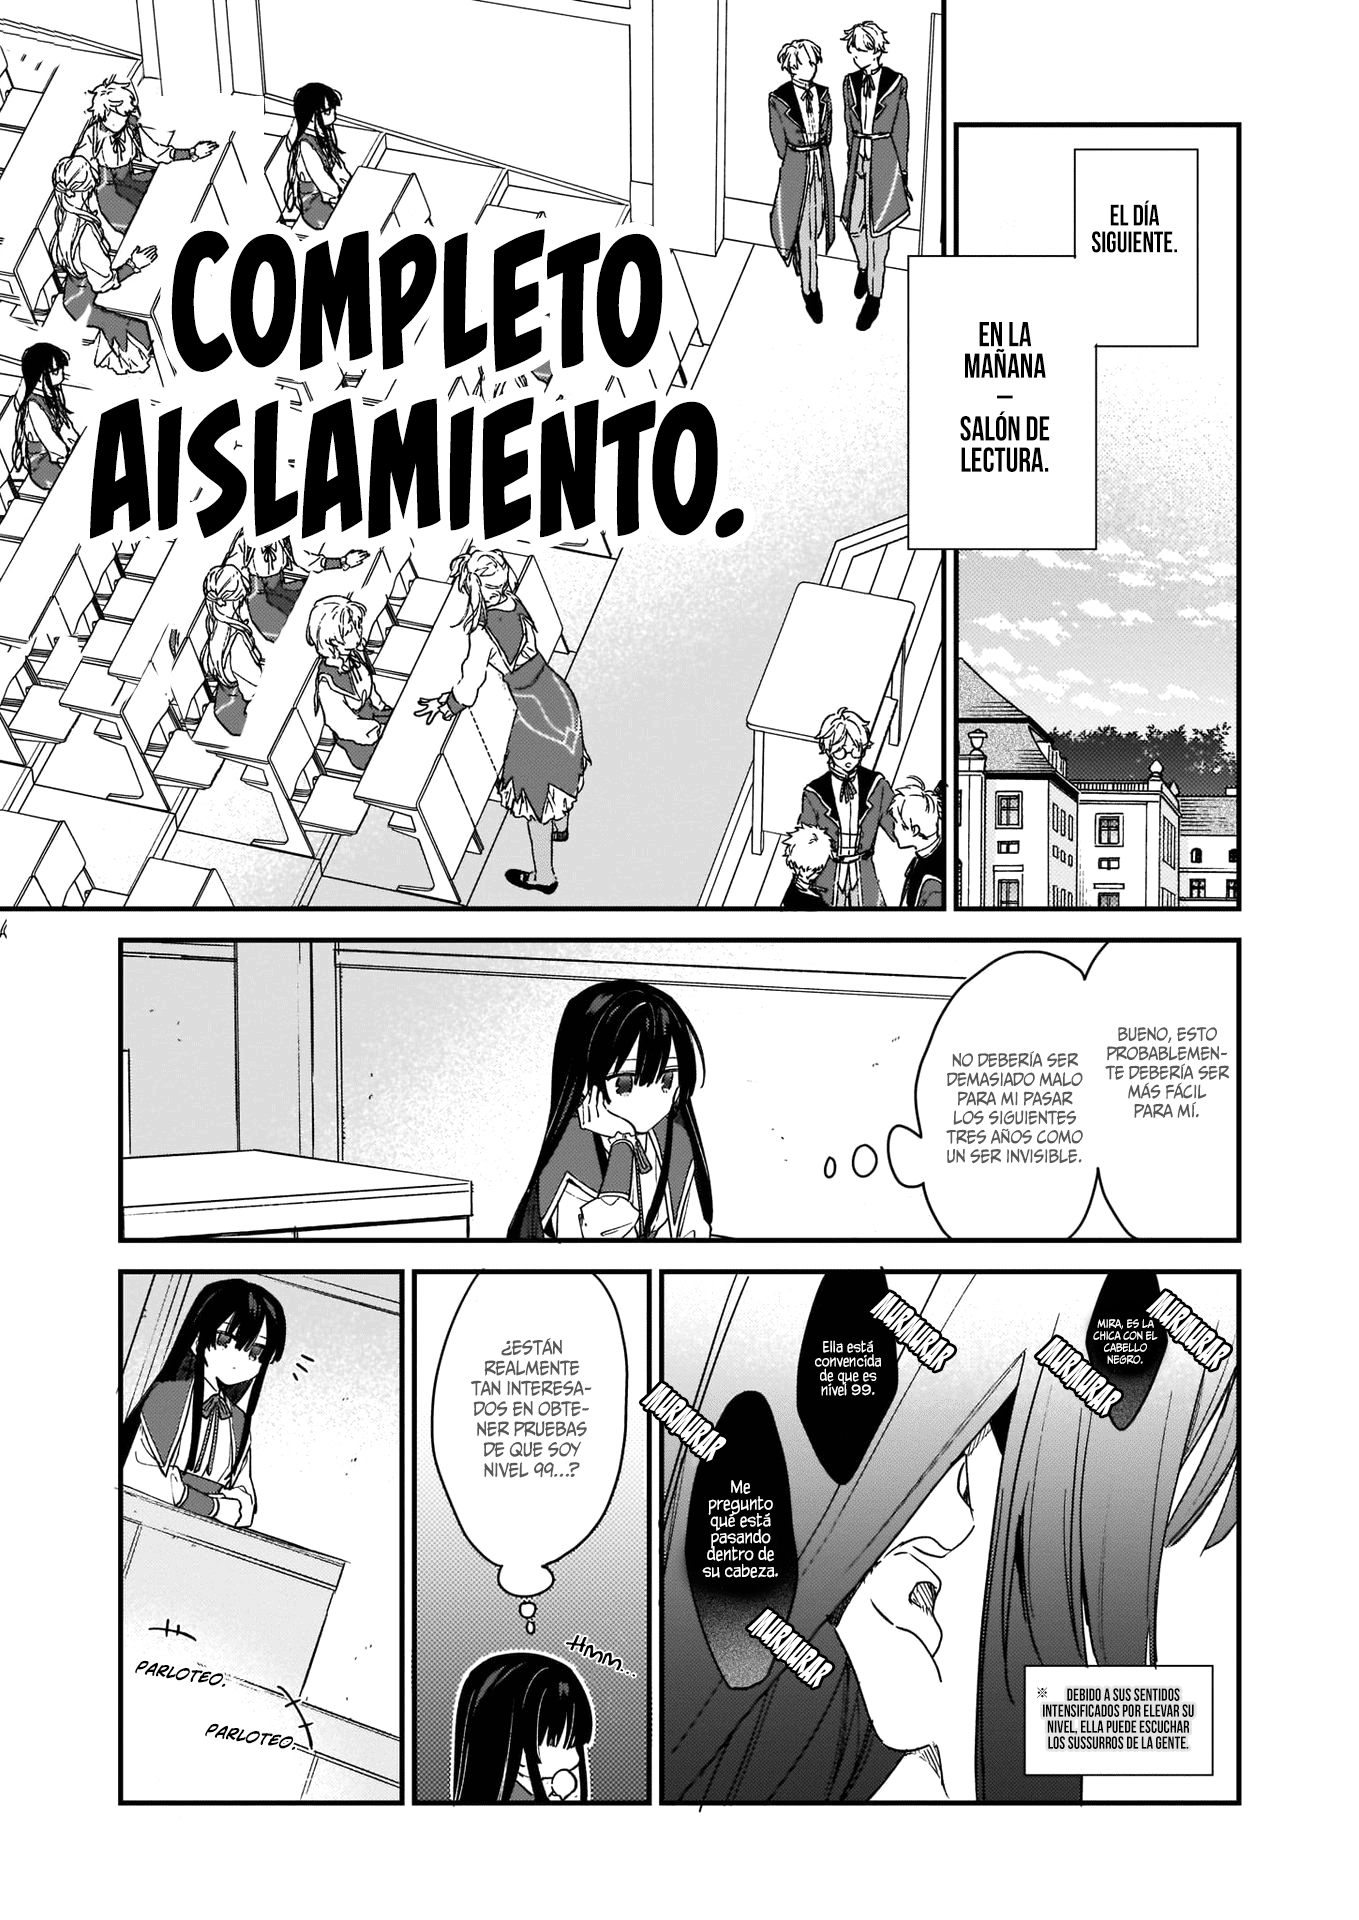 EL DÍA
SIGUIENTE.
EN LA
MAÑANA
–
SALÓN DE
LECTURA.
COMPLETO
AISLAMIENTO.
BUENO, ESTO
PROBABLEMEN-
TE DEBERÍA SER
MÁS FÁCIL
PARA MÍ.
NO DEBERÍA SER
DEMASIADO MALO
PARA MI PASAR
LOS SIGUIENTES
TRES AÑOS COMO
UN SER INVISIBLE.
MURMURAR
MIRA, ES LA
CHICA CON EL
CABELLO
NEGRO.
MURMURAR
MURMURAR
Ella está
convencida
de que es
nivel 99.
MURMURAR
Me
pregunto
qué está
pasando
dentro de
su cabeza.
MURMURAR
※ DEBIDO A SUS SENTIDOS
INTENSIFICADOS POR ELEVAR SU
NIVEL, ELLA PUEDE ESCUCHAR
LOS SUSSURROS DE LA GENTE.
¿ESTÁN
REALMENTE
TAN INTERESA-
DOS EN OBTE-
NER PRUEBAS
DE QUE SOY
NIVEL 99...?
HMM...
PARLOTEO.
PARLOTEO.